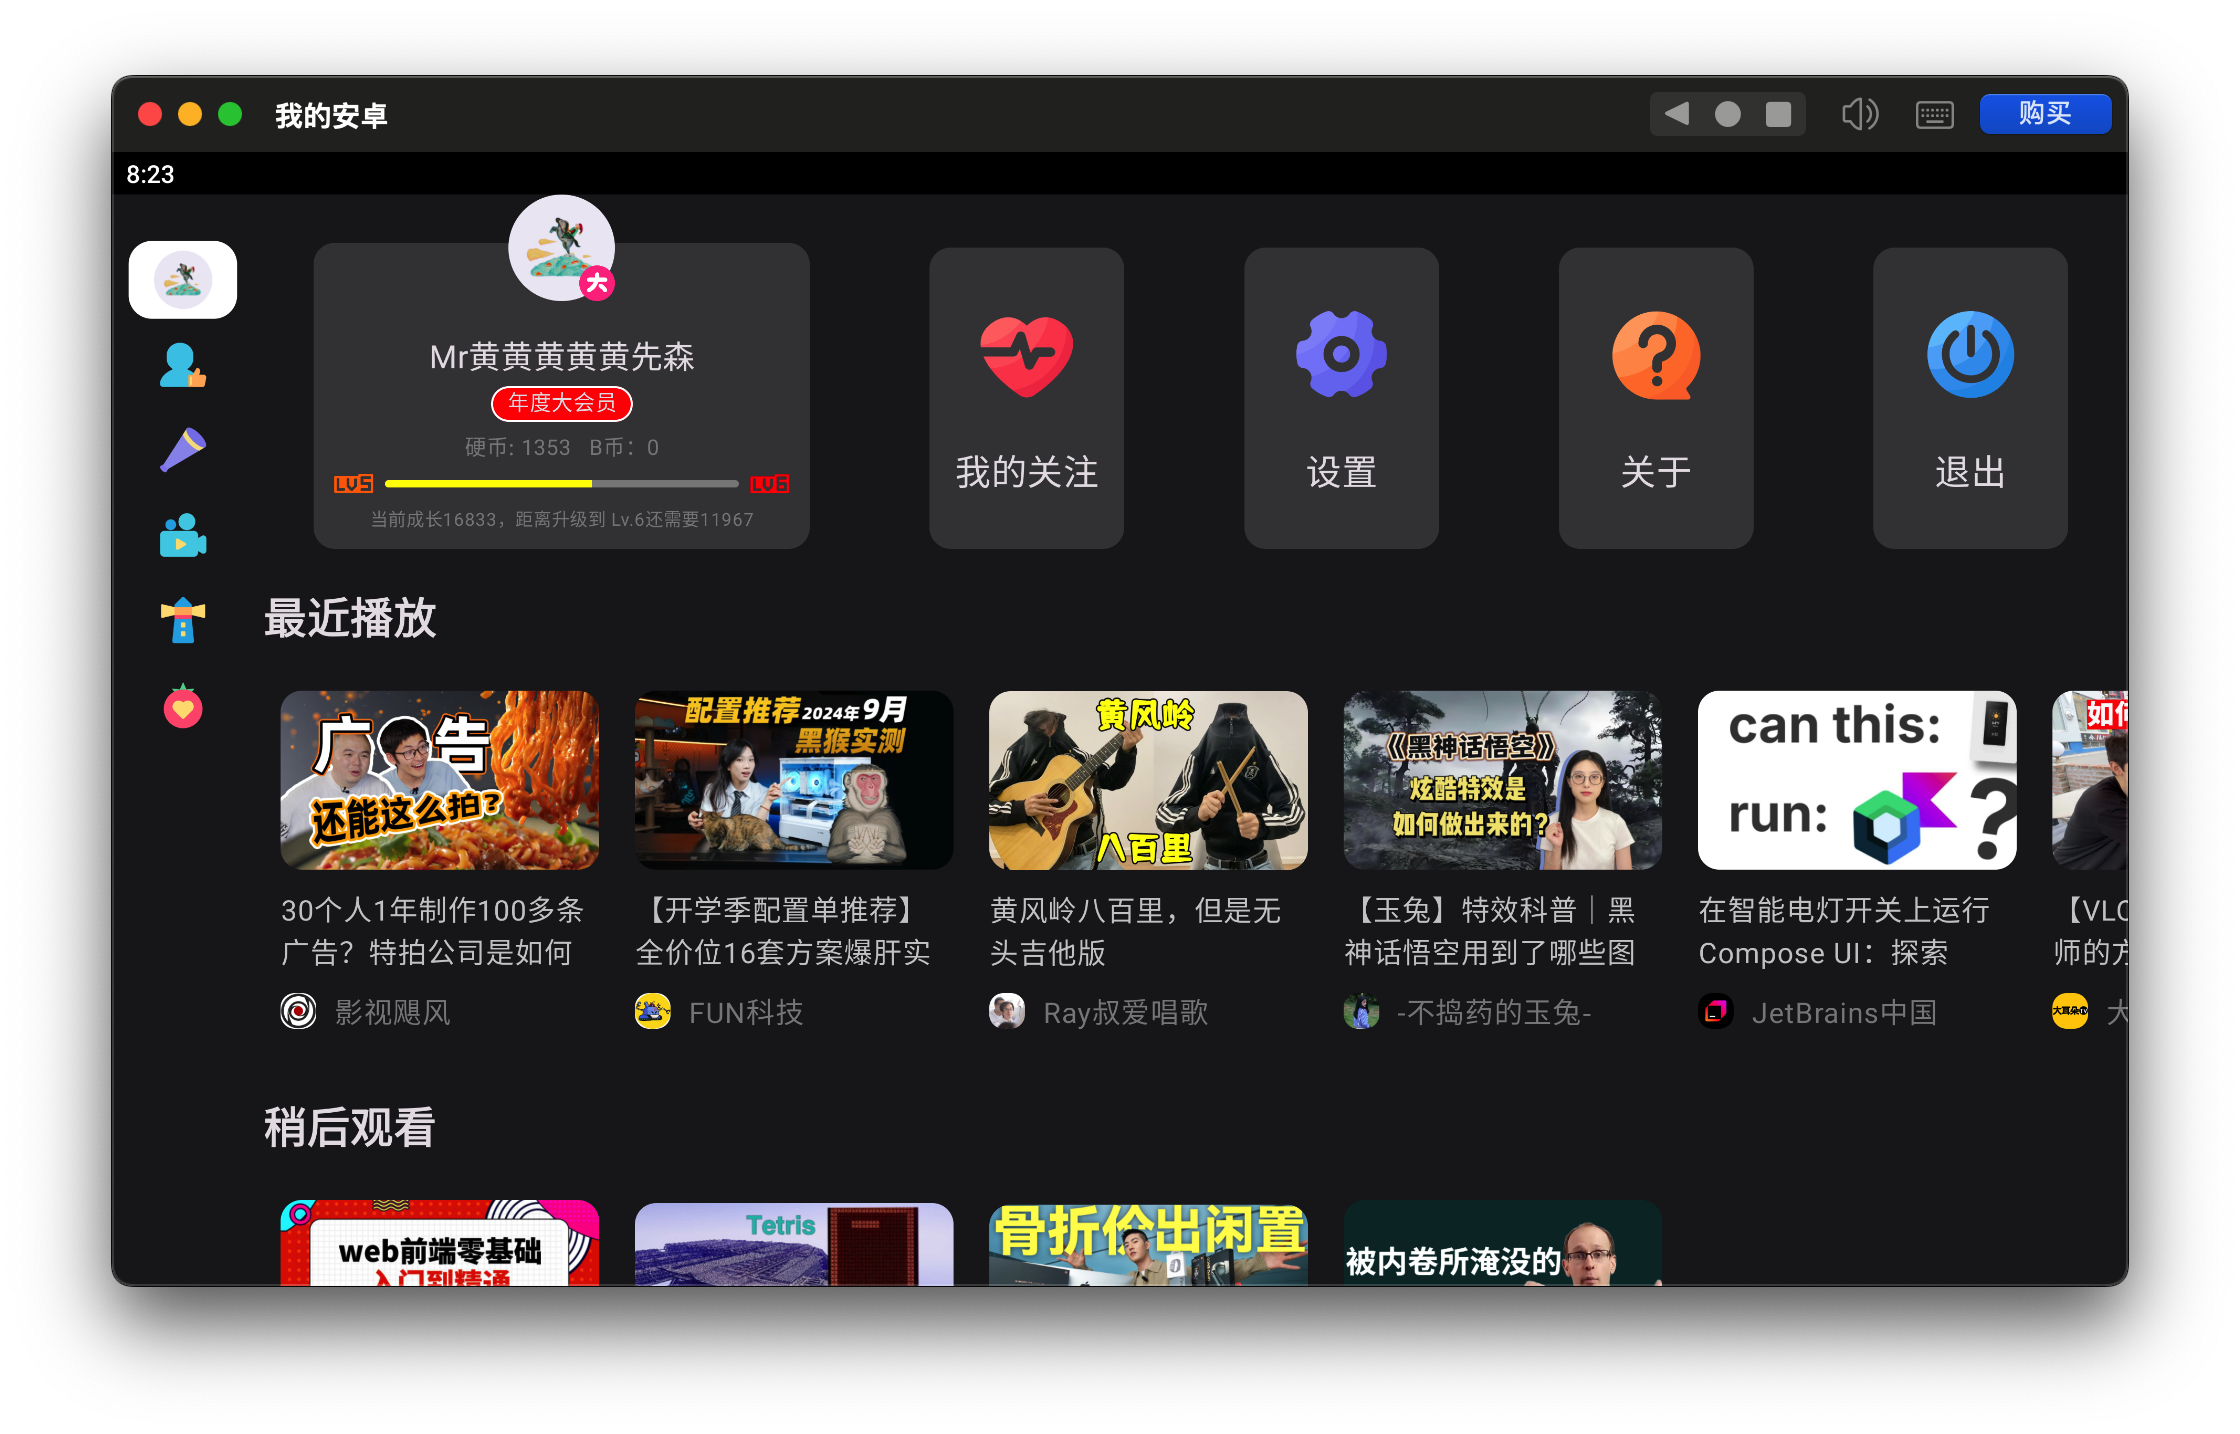 我的安卓
购买
8:23
大
Mr黄黄黄黄黄先森
年度大会员
硬币: 1353 B币：0
LV5
LV6
当前成长16833，距离升级到 Lv.6还需要11967
我的关注
设置
关于
退出
最近播放
广告
还能这么拍?
配置推荐 2024年9月
黑猴实测
黄风岭
八百里
《黑神话悟空》
炫酷特效是
如何做出来的?
can this:
run: ?
如
30个人1年制作100多条
广告？特拍公司是如何
【开学季配置单推荐】
全价位16套方案爆肝实
黄风岭八百里，但是无
头吉他版
【玉兔】特效科普｜黑
神话悟空用到了哪些图
在智能电灯开关上运行
Compose UI：探索
【VLC
师的方
影视飓风
FUN科技
Ray叔爱唱歌
-不捣药的玉兔-
JetBrains中国
大耳朵
大
稍后观看
web前端零基础
入门到精通
Tetris
骨折价出闲置
被内卷所淹没的